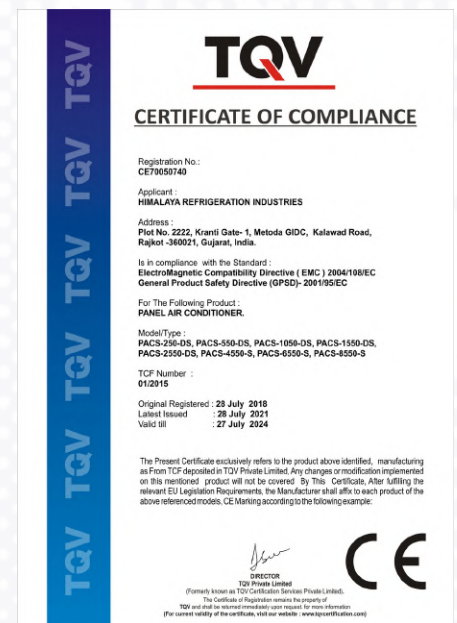 TQV
CERTIFICATE OF COMPLIANCE
Registration No.:
CE70050740
Applicant :
HIMALAYA REFRIGERATION INDUSTRIES
Address :
Plot No. 2222, Kranti Gate- 1, Metoda GIDC, Kalawad Road,
Rajkot -360021, Gujarat, India.
Is in compliance with the Standard :
ElectroMagnetic Compatibility Directive ( EMC ) 2004/108/EC
General Product Safety Directive (GPSD)- 2001/95/EC
For The Following Product :
PANEL AIR CONDITIONER.
Model/Type :
PACS-250-DS, PACS-550-DS, PACS-1050-DS, PACS-1550-DS,
PACS-2550-DS, PACS-4550-S, PACS-6550-S, PACS-8550-S
TCF Number :
01/2015
Original Registered : 28 July 2018
Latest Issued : 28 July 2021
Valid till : 27 July 2024
The Present Certificate exclusively refers to the product above identified, manufacturing
as From TCF deposited in TQV Private Limited, Any changes or modification implemented
on this mentioned product will not be covered By This Certificate, After fulfilling the
relevant EU Legislation Requirements, the Manufacturer shall affix to each product of the
above referenced models, CE Marking according to the following example:
DIRECTOR
TQV Private Limited
(Formerly known as TQV Certification Services Private Limited).
The Certificate of Registration remains the property of
TQV and shall be returned immediately upon request. for more information
(For current validity of the certificate, visit our website : www.tqvcertification.com)
CE
TQV
TQV
TQV
TQV
TQV
TQV